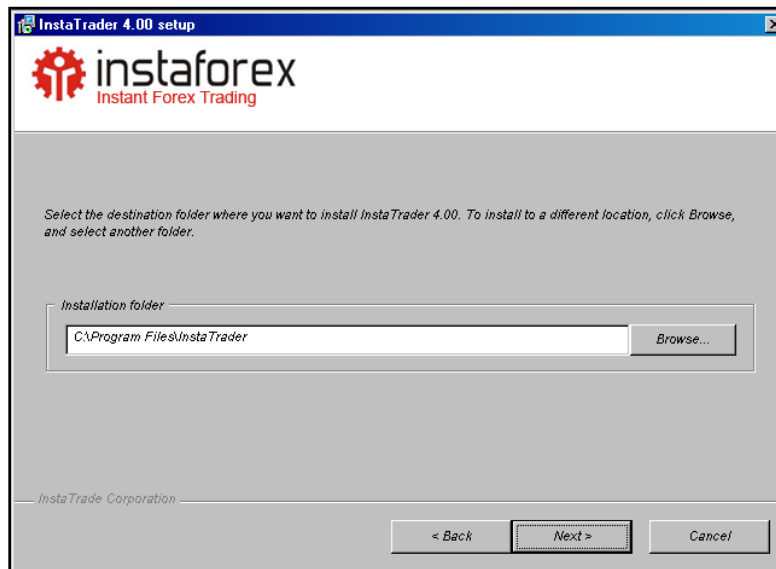 InstaTrader 4.00 setup
instaforex
Instant Forex Trading
Select the destination folder where you want to install InstaTrader 4.00. To install to a different location, click Browse,
and select another folder.
Installation folder
C:\Program Files\InstaTrader
Browse...
InstaTrade Corporation
< Back
Next >
Cancel